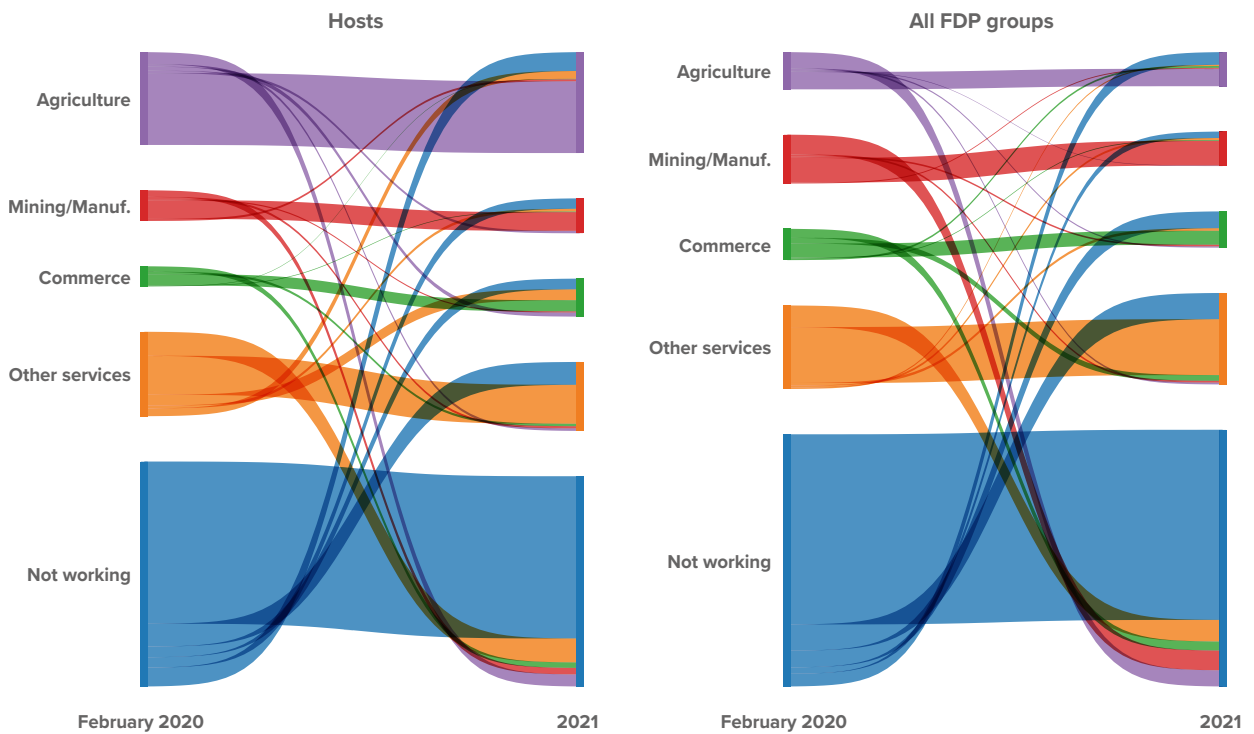 Hosts
Agriculture
Mining/Manuf.
Commerce
Other services
Not working
February 2020
2021
All FDP groups
Agriculture
Mining/Manuf.
Commerce
Other services
Not working
February 2020
2021